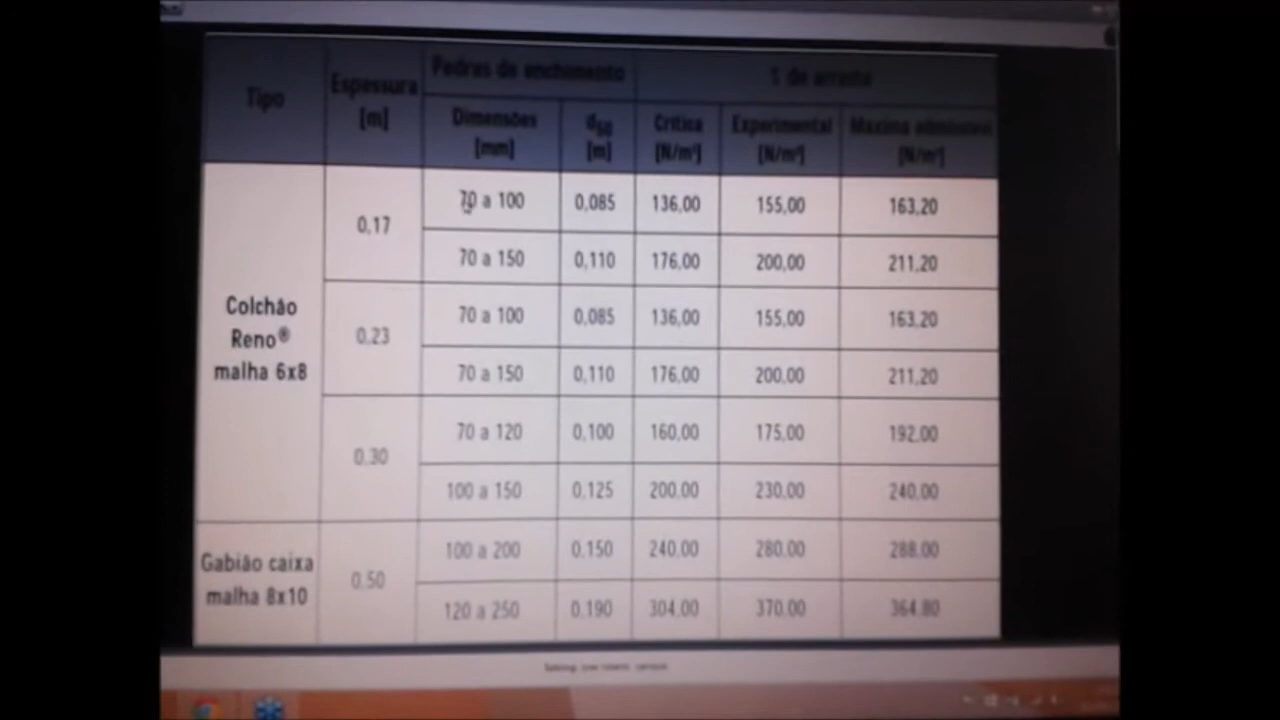 Tipo
Espessura
[m]
Pedras de enchimento
τ de arraste
Dimensões
[mm]
d50
[m]
Crítica
[N/m²]
Experimental
[N/m²]
Máxima admissível
[N/m²]
Colchão
Reno®
malha 6x8
0,17
70 a 100 0,085 136,00 155,00 163,20
70 a 150 0,110 176,00 200,00 211,20
0,23
70 a 100 0,085 136,00 155,00 163,20
70 a 150 0,110 176,00 200,00 211,20
0,30
70 a 120 0,100 160,00 175,00 192,00
100 a 150 0,125 200,00 230,00 240,00
Gabião caixa
malha 8x10
0,50
100 a 200 0,150 240,00 280,00 288,00
120 a 250 0,190 304,00 370,00 364,80